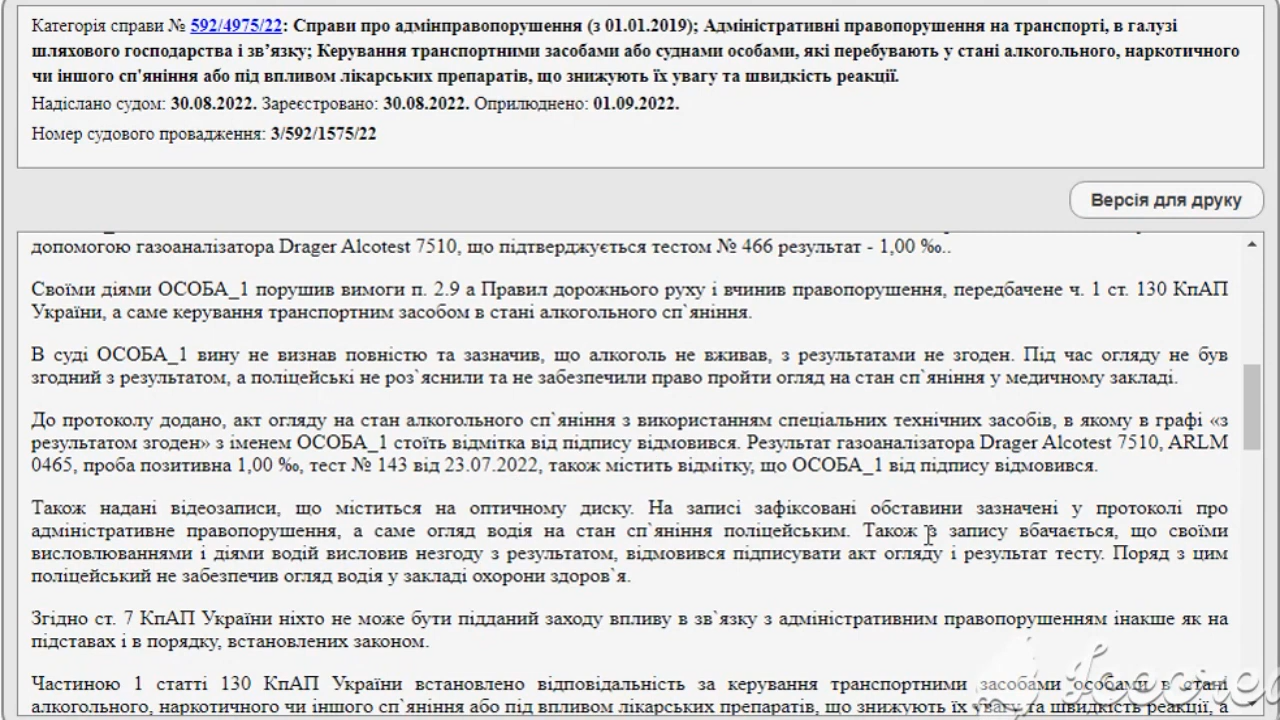 Категорія справи № 592/4975/22: Справи про адмінправопорушення (з 01.01.2019); Адміністративні правопорушення на транспорті, в галузі
шляхового господарства і зв’язку; Керування транспортними засобами або суднами особами, які перебувають у стані алкогольного, наркотичного
чи іншого сп'яніння або під впливом лікарських препаратів, що знижують їх увагу та швидкість реакції.
Надіслано судом: 30.08.2022. Зареєстровано: 30.08.2022. Оприлюднено: 01.09.2022.
Номер судового провадження: 3/592/1575/22
Версія для друку
допомогою газоаналізатора Drager Alcotest 7510, що підтверджується тестом № 466 результат - 1,00 ‰..
Своїми діями ОСОБА_1 порушив вимоги п. 2.9 а Правил дорожнього руху і вчинив правопорушення, передбачене ч. 1 ст. 130 КпАП
України, а саме керування транспортним засобом в стані алкогольного сп`яніння.
В суді ОСОБА_1 вину не визнав повністю та зазначив, що алкоголь не вживав, з результатами не згоден. Під час огляду не був
згодний з результатом, а поліцейські не роз`яснили та не забезпечили право пройти огляд на стан сп`яніння у медичному закладі.
До протоколу додано, акт огляду на стан алкогольного сп`яніння з використанням спеціальних технічних засобів, в якому в графі «з
результатом згоден» з іменем ОСОБА_1 стоїть відмітка від підпису відмовився. Результат газоаналізатора Drager Alcotest 7510, ARLM
0465, проба позитивна 1,00 ‰, тест № 143 від 23.07.2022, також містить відмітку, що ОСОБА_1 від підпису відмовився.
Також надані відеозаписи, що міститься на оптичному диску. На записі зафіксовані обставини зазначені у протоколі про
адміністративне правопорушення, а саме огляд водія на стан сп`яніння поліцейським. Також з запису вбачається, що своїми
висловлюваннями і діями водій висловив незгоду з результатом, відмовився підписувати акт огляду і результат тесту. Поряд з цим
поліцейський не забезпечив огляд водія у закладі охорони здоров`я.
Згідно ст. 7 КпАП України ніхто не може бути підданий заходу впливу в зв`язку з адміністративним правопорушенням інакше як на
підставах і в порядку, встановлених законом.
Частиною 1 статті 130 КпАП України встановлено відповідальність за керування транспортними засобами особами в стані
алкогольного, наркотичного чи іншого сп`яніння або під впливом лікарських препаратів, що знижують їх увагу та швидкість реакції, а